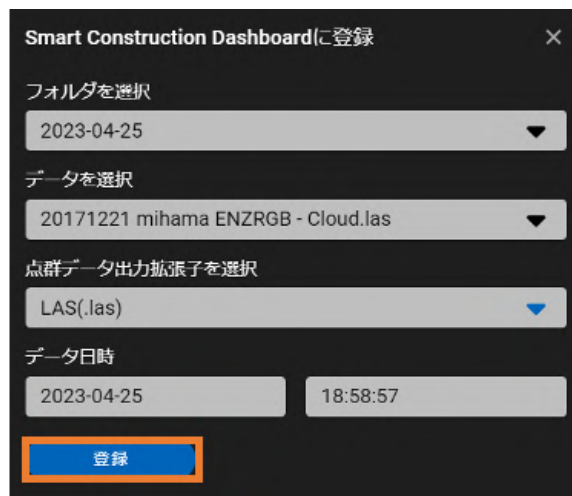 Smart Construction Dashboardに登録
フォルダを選択
2023-04-25
データを選択
20171221 mihama ENZRGB - Cloud.las
点群データ出力拡張子を選択
LAS(.las)
データ日時
2023-04-25 18:58:57
登録